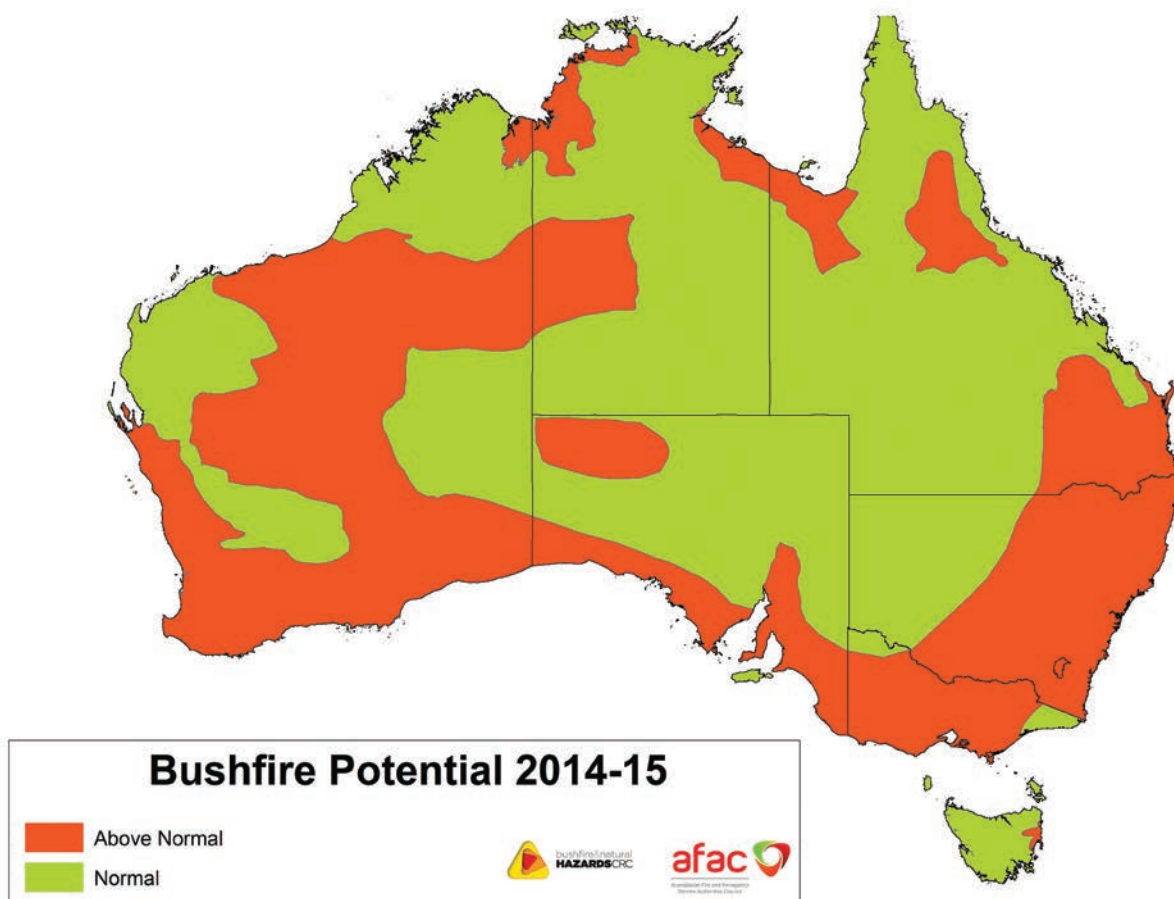 Bushfire Potential 2014-15
Above Normal
Normal
bushfire&natural
HAZARDSCRC
afac